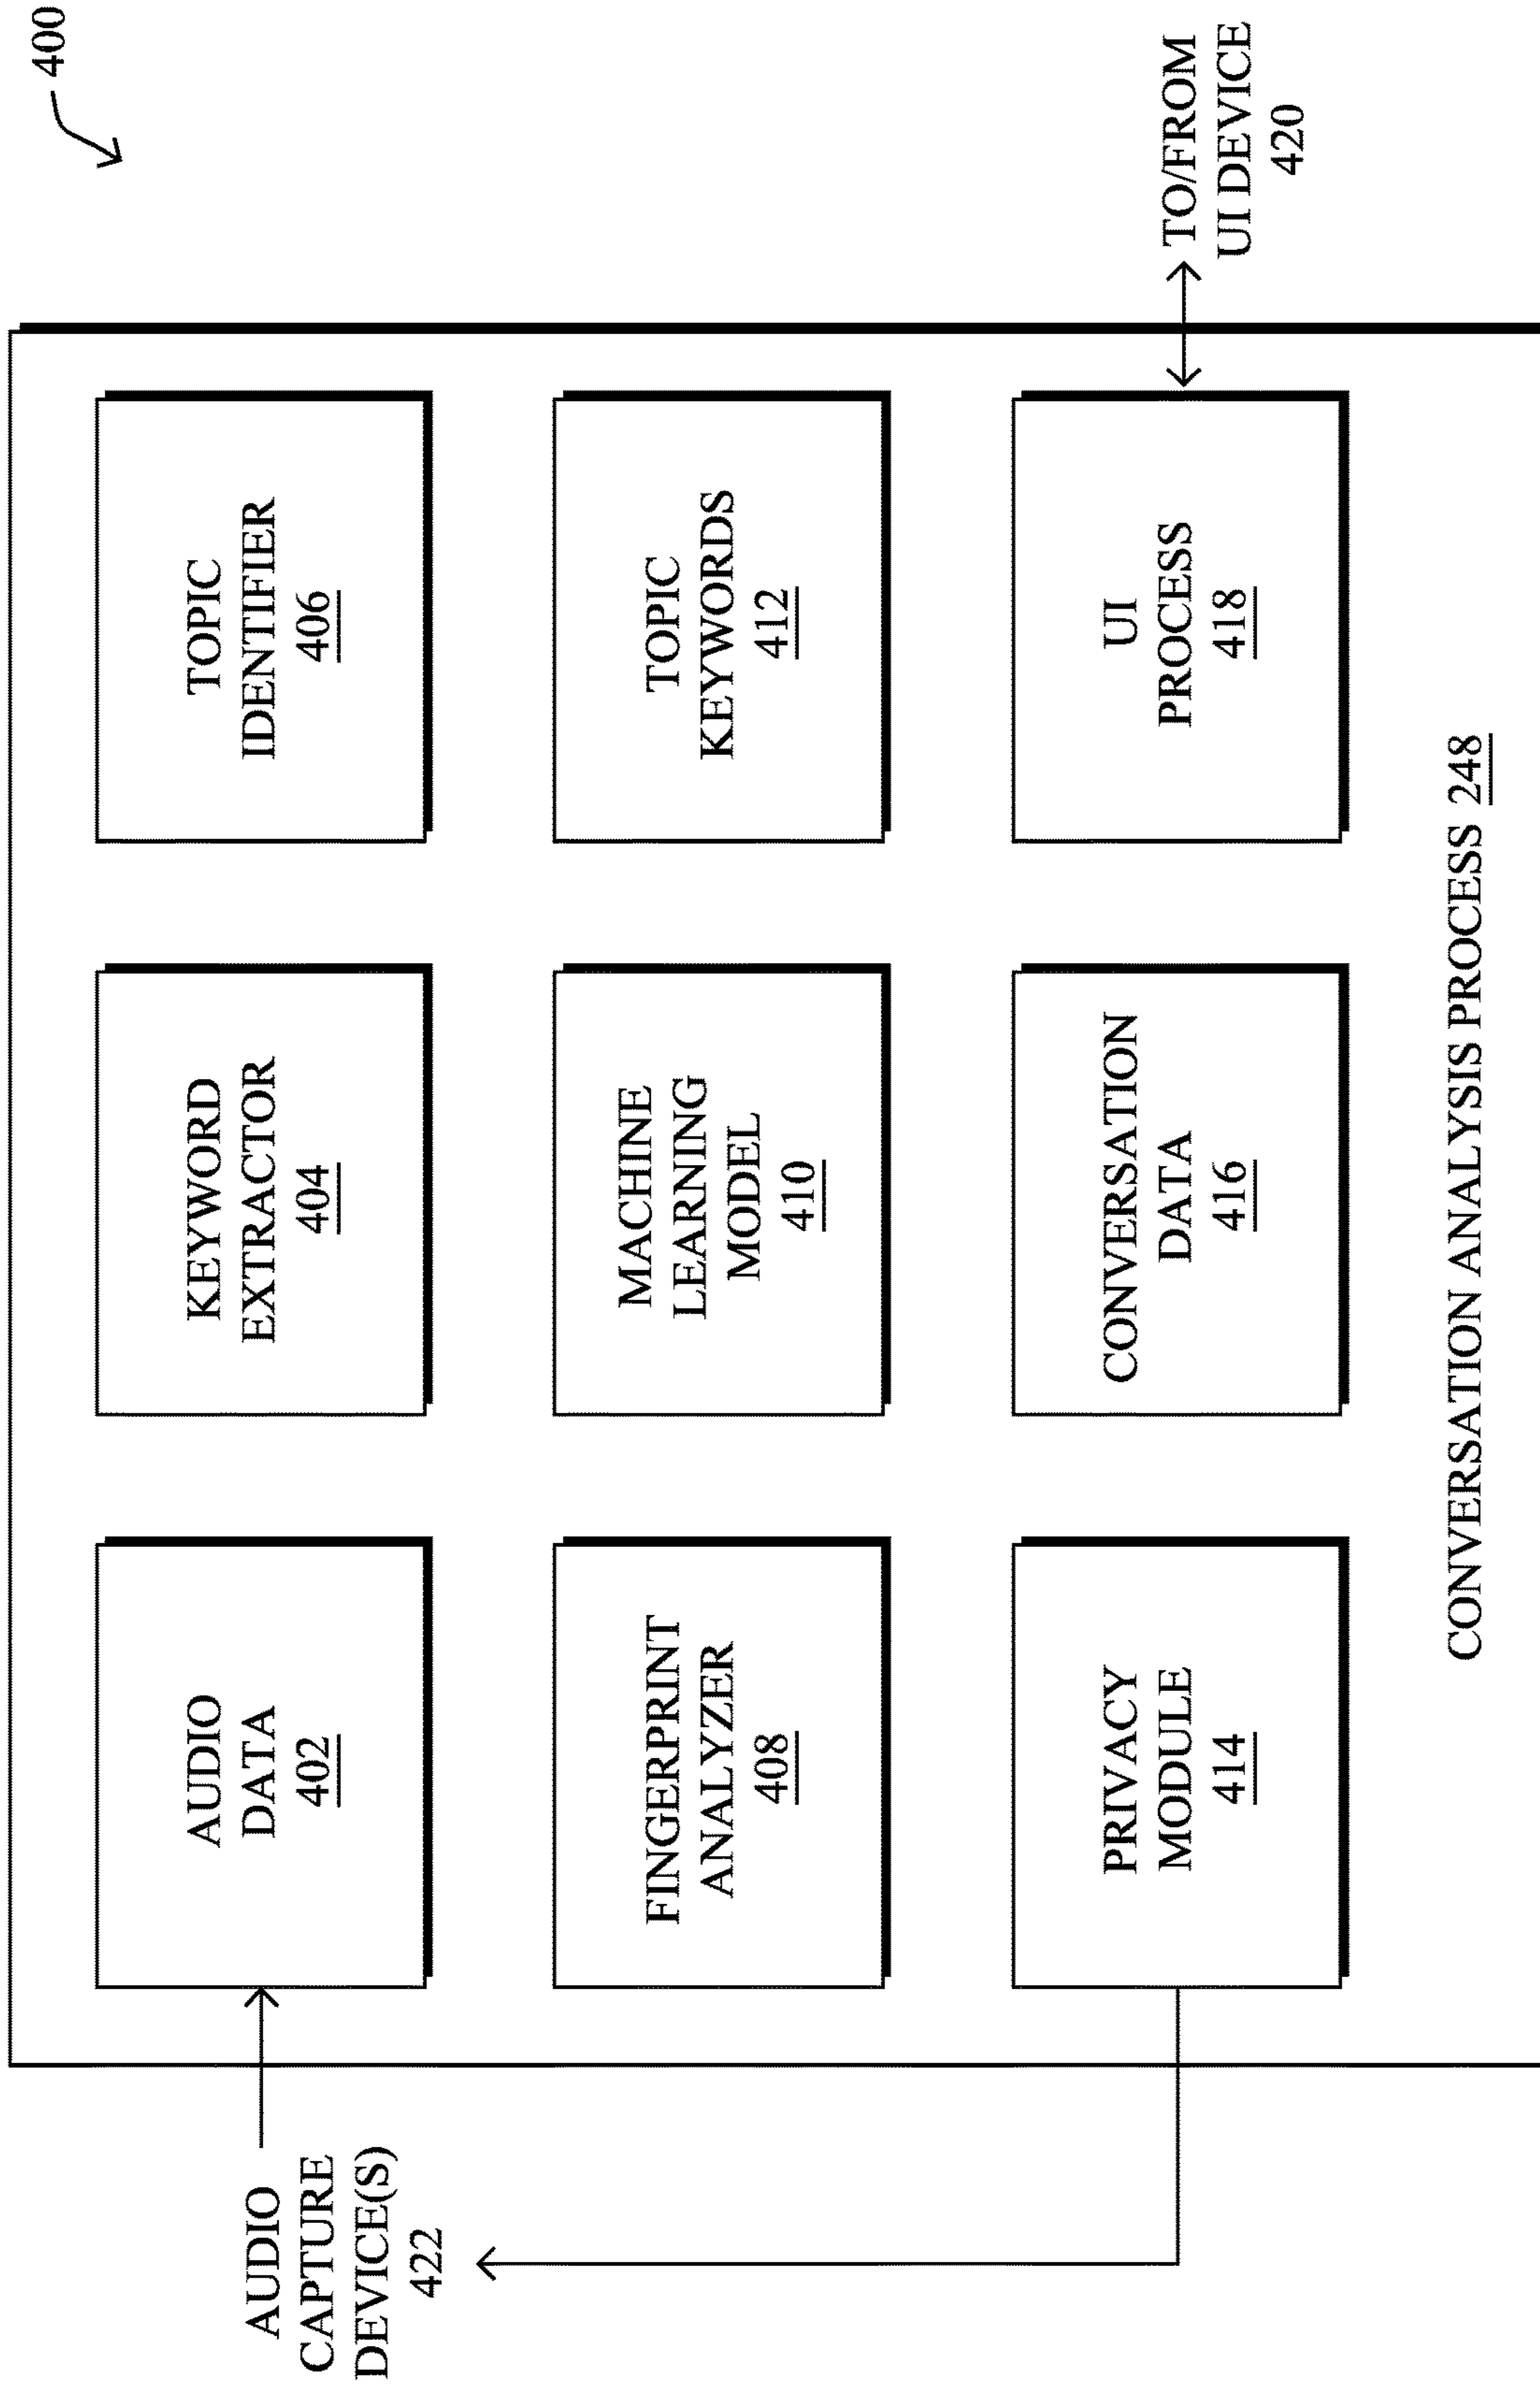 400
AUDIO
CAPTURE
DEVICE(S)
422
AUDIO
DATA
402
KEYWORD
EXTRACTOR
404
TOPIC
IDENTIFIER
406
FINGERPRINT
ANALYZER
408
MACHINE
LEARNING
MODEL
410
TOPIC
KEYWORDS
412
PRIVACY
MODULE
414
CONVERSATION
DATA
416
UI
PROCESS
418
TO/FROM
UI DEVICE
420
CONVERSATION ANALYSIS PROCESS 248